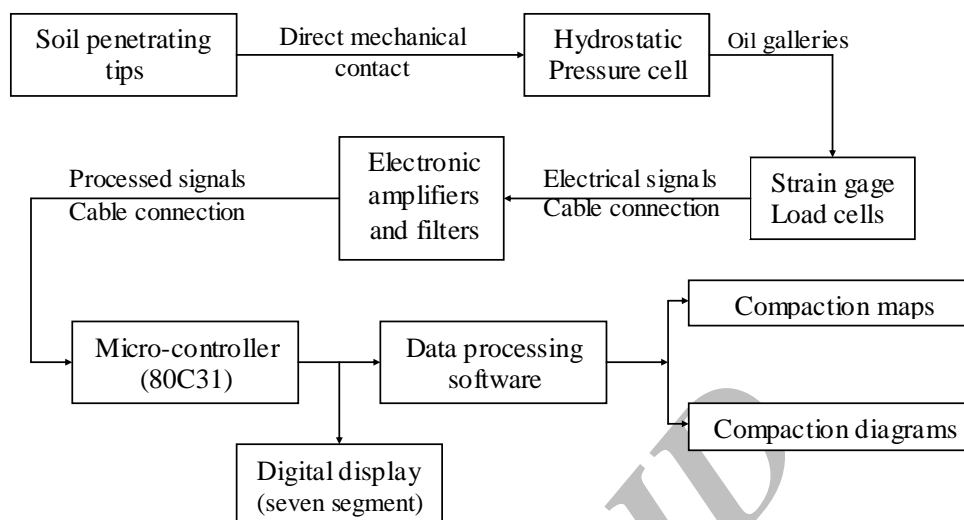 Soil penetrating
tips
Direct mechanical
contact
Hydrostatic
Pressure cell
Oil galleries
Strain gage
Load cells
Electrical signals
Cable connection
Electronic
amplifiers
and filters
Processed signals
Cable connection
Micro-controller
(80C31)
Data processing
software
Compaction maps
Compaction diagrams
Digital display
(seven segment)